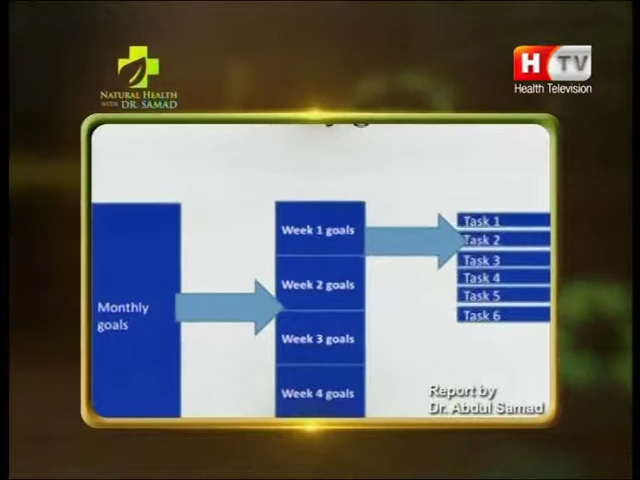 NATURAL HEALTH
WITH DR. SAMAD
H TV
Health Television
Monthly
goals
Week 1 goals
Week 2 goals
Week 3 goals
Week 4 goals
Task 1
Task 2
Task 3
Task 4
Task 5
Task 6
Report by
Dr. Abdul Samad